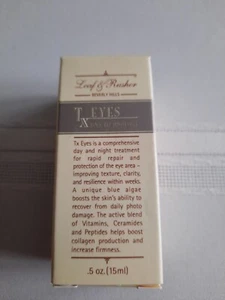 Leaf & Rusher
BEVERLY HILLS
Tx EYES
Tx Eyes is a comprehensive
day and night treatment
for rapid repair and
protection of the eye area –
improving texture, clarity,
and resilience within weeks.
A unique blue algae
boosts the skin's ability to
recover from daily photo
damage. The active blend
of Vitamins, Ceramides
and Peptides helps boost
collagen production and
increase firmness.
.5 oz. (15ml)